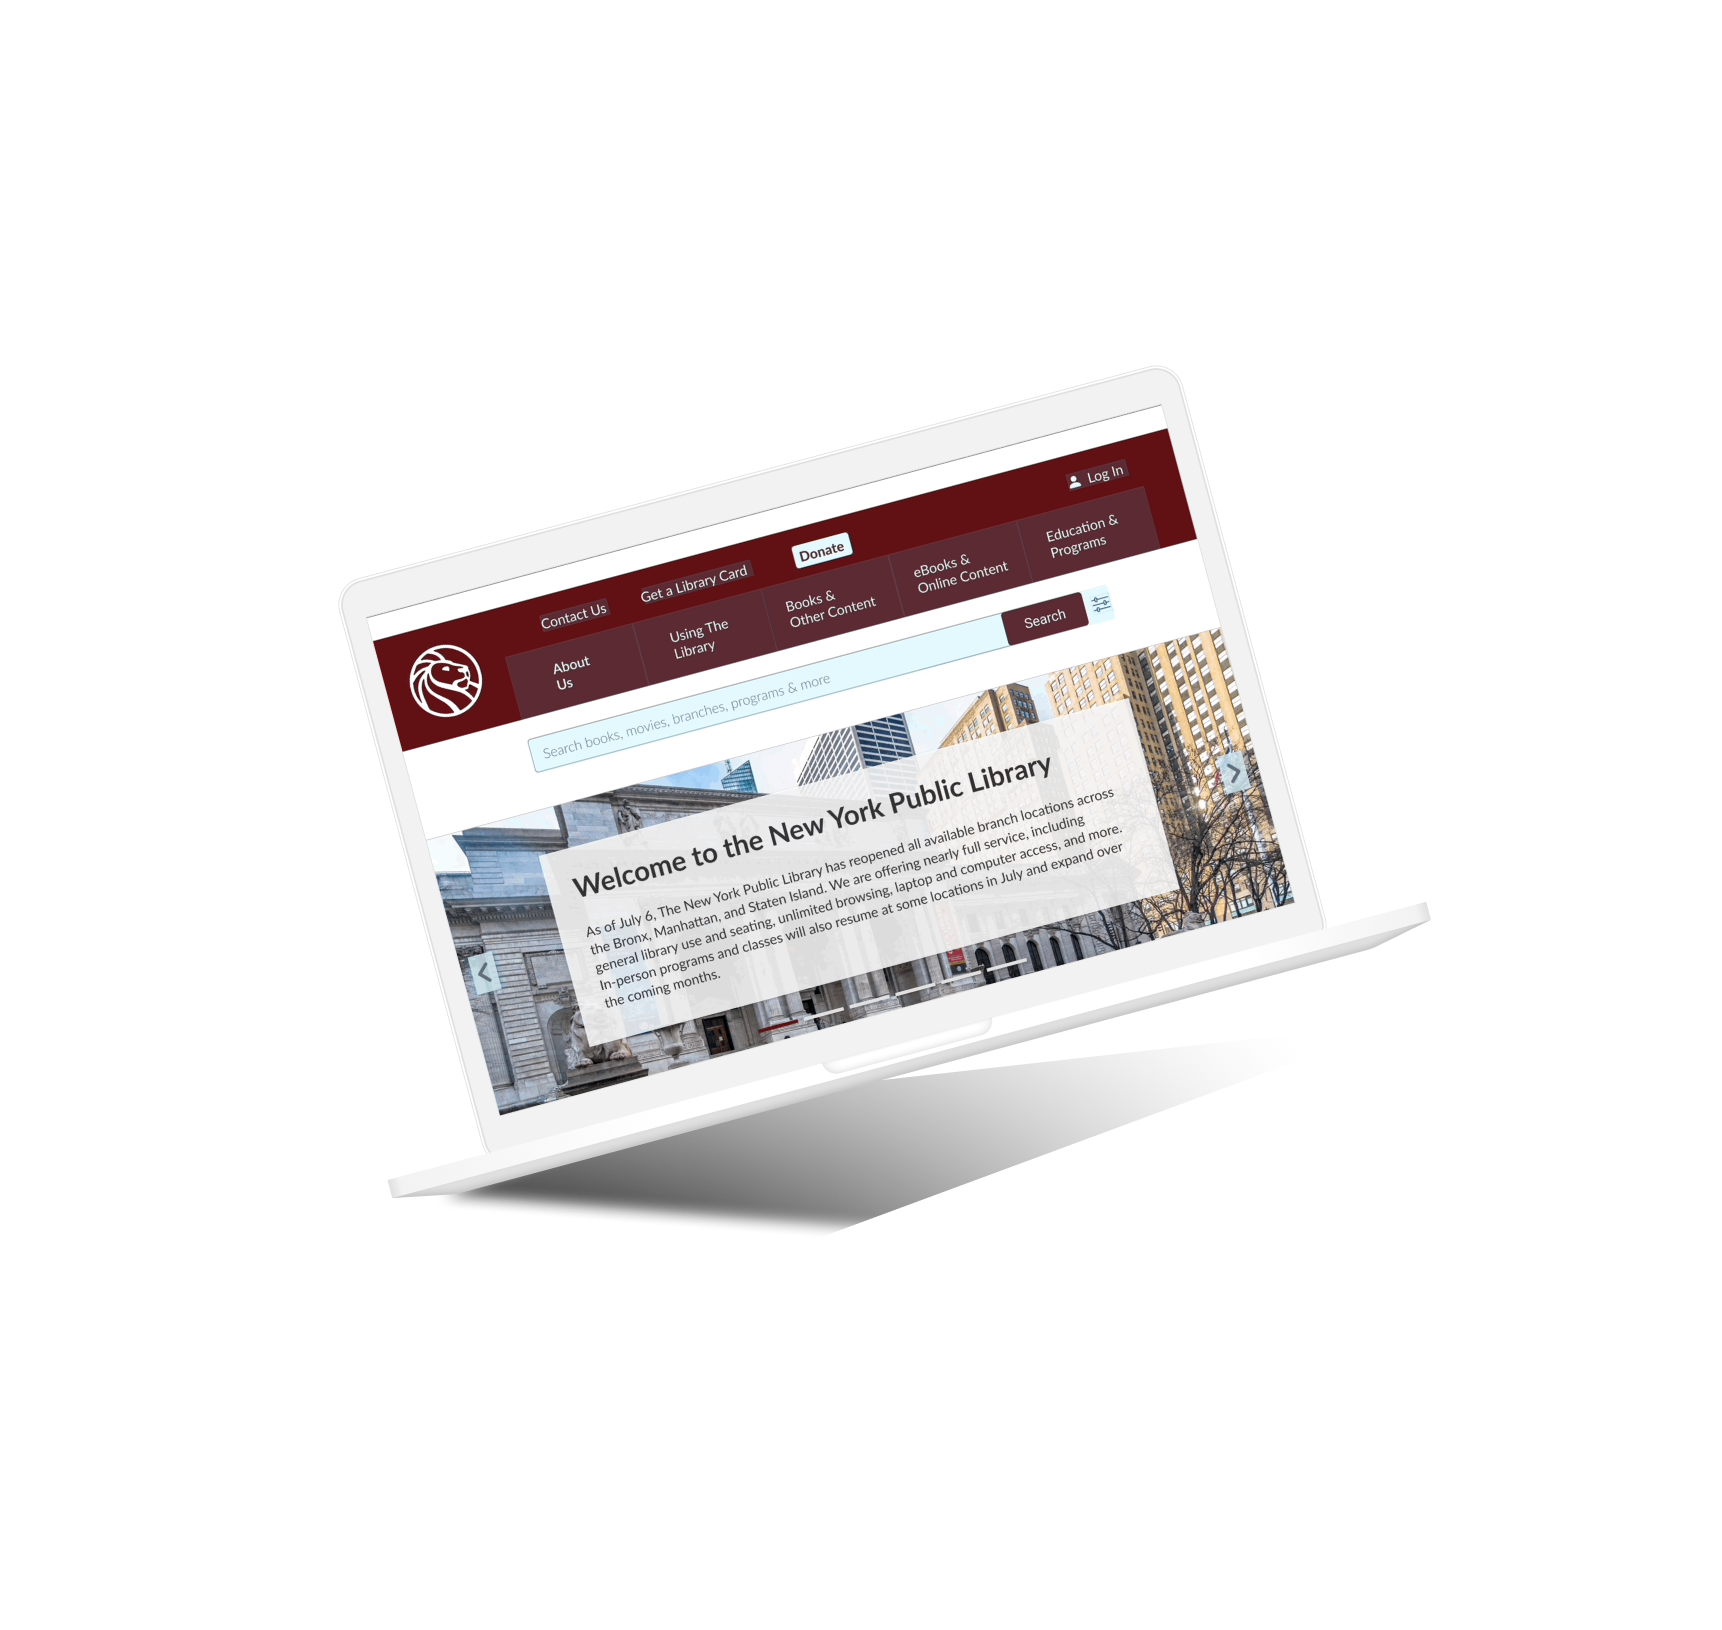 Log In
Contact Us
Get a Library Card
Donate
About
Us
Using The
Library
Books &
Other Content
eBooks &
Online Content
Education &
Programs
Search books, movies, branches, programs & more
Search
Welcome to the New York Public Library
As of July 6, The New York Public Library has reopened all available branch locations across
the Bronx, Manhattan, and Staten Island. We are offering nearly full service, including
general library use and seating, unlimited browsing, laptop and computer access, and more.
In-person programs and classes will also resume at some locations in July and expand over
the coming months.